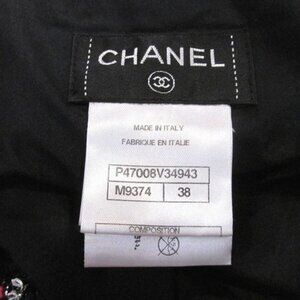 CHANEL
MADE IN ITALY
FABRIQUE EN ITALIE
P47008V34943
M9374 38
COMPOSITION